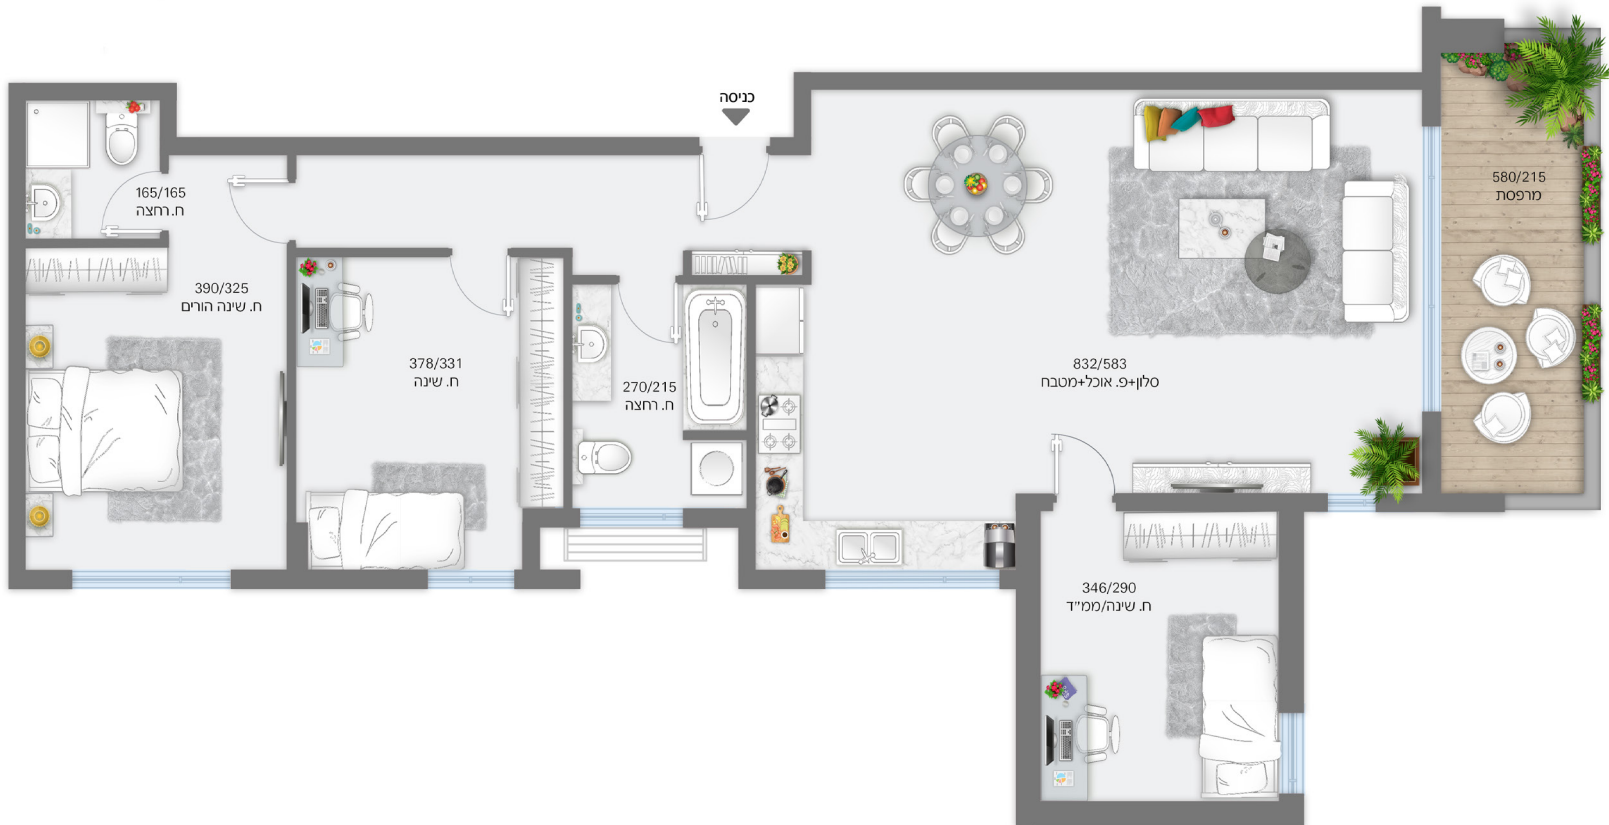 כניסה
580/215
מרפסת
165/165
ח.רחצה
390/325
ח. שינה הורים
378/331
ח. שינה
270/215
ח. רחצה
832/583
סלון+פ. אוכל+מטבח
346/290
ח. שינה/ממ״ד